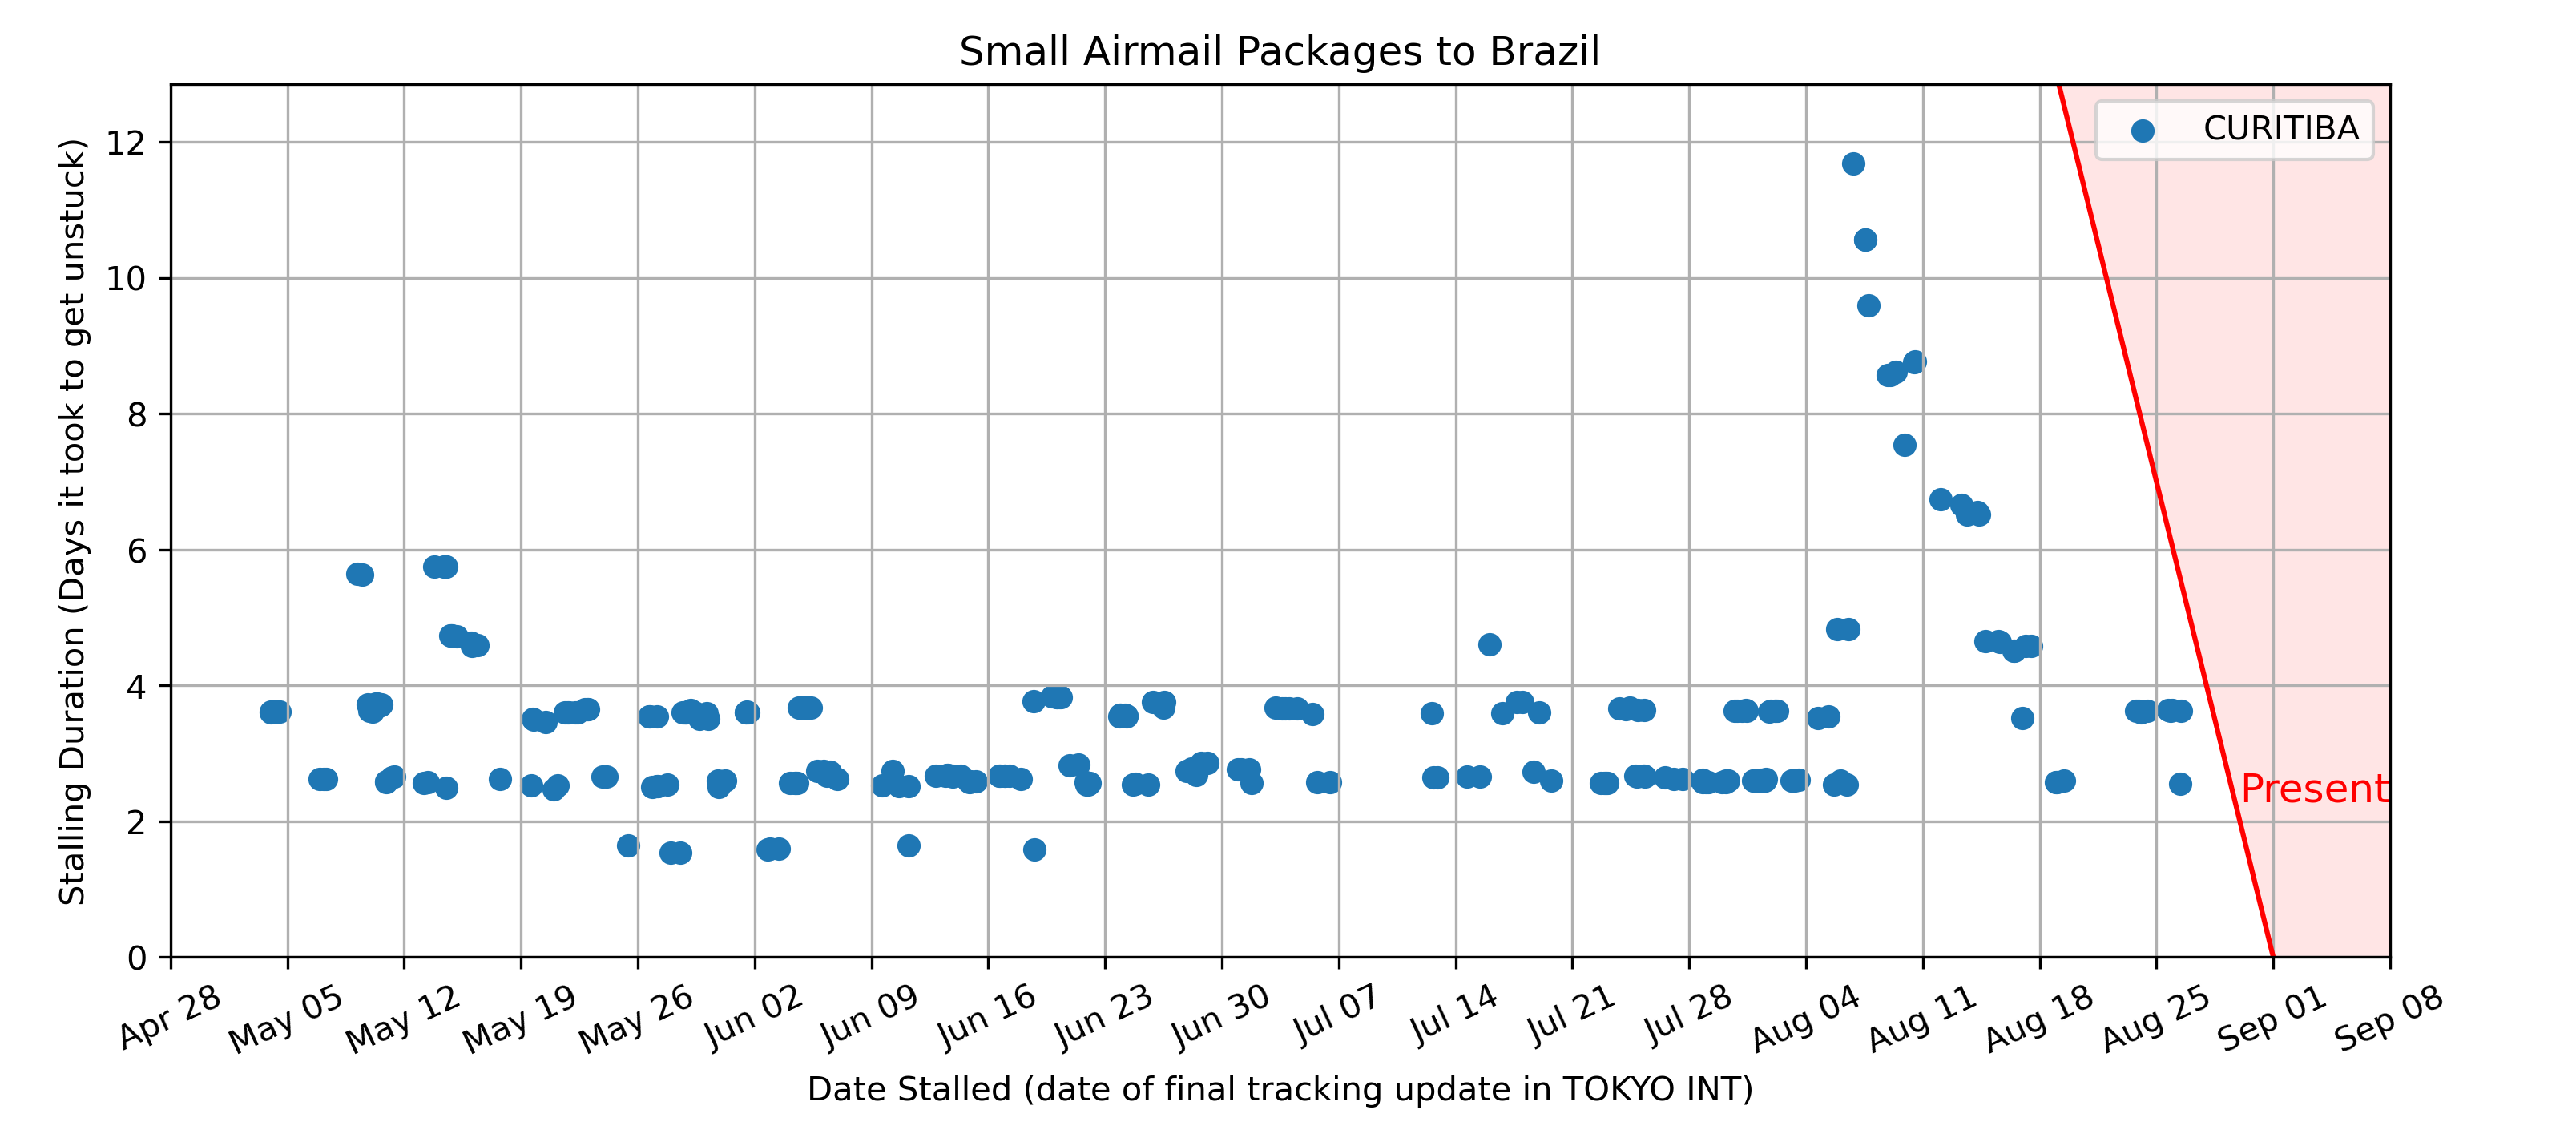 Small Airmail Packages to Brazil
CURITIBA
12
10
8
6
4
2
0
Stalling Duration (Days it took to get unstuck)
Present
Apr 28
May 05
May 12
May 19
May 26
Jun 02
Jun 09
Jun 16
Jun 23
Jun 30
Jul 07
Jul 14
Jul 21
Jul 28
Aug 04
Aug 11
Aug 18
Aug 25
Sep 01
Sep 08
Date Stalled (date of final tracking update in TOKYO INT)